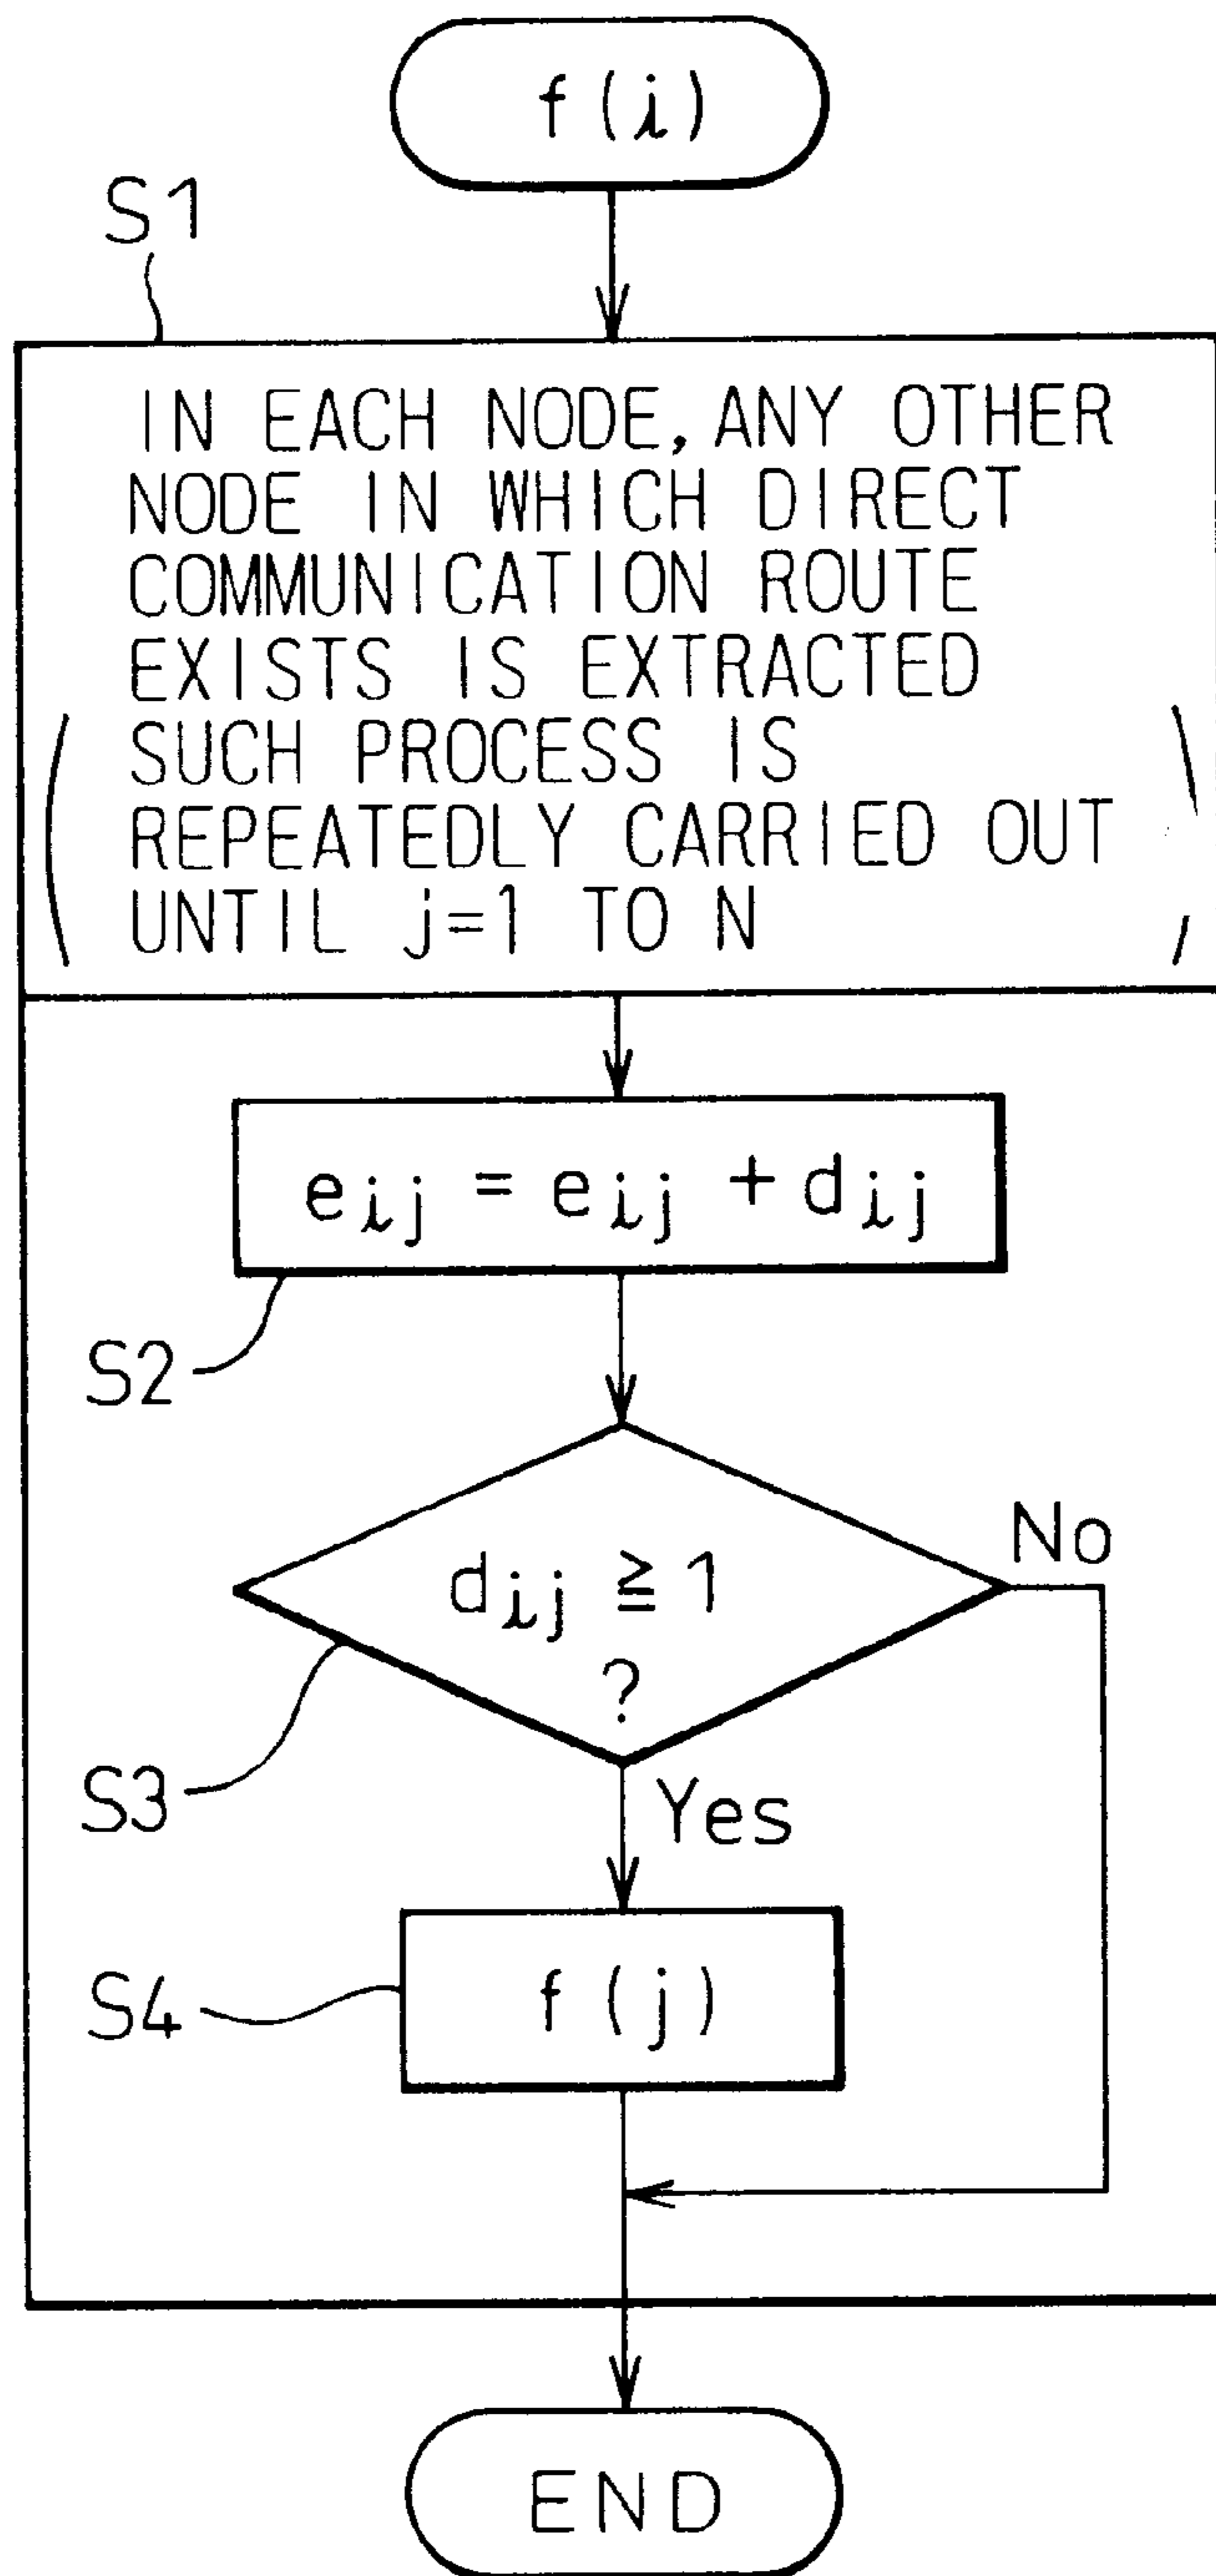 f(i)
S1
IN EACH NODE, ANY OTHER
NODE IN WHICH DIRECT
COMMUNICATION ROUTE
EXISTS IS EXTRACTED
(SUCH PROCESS IS
REPEATEDLY CARRIED OUT
UNTIL j=1 TO N)
eij = eij + dij
S2
dij ≧ 1
?
No
S3
Yes
f(j)
S4
END